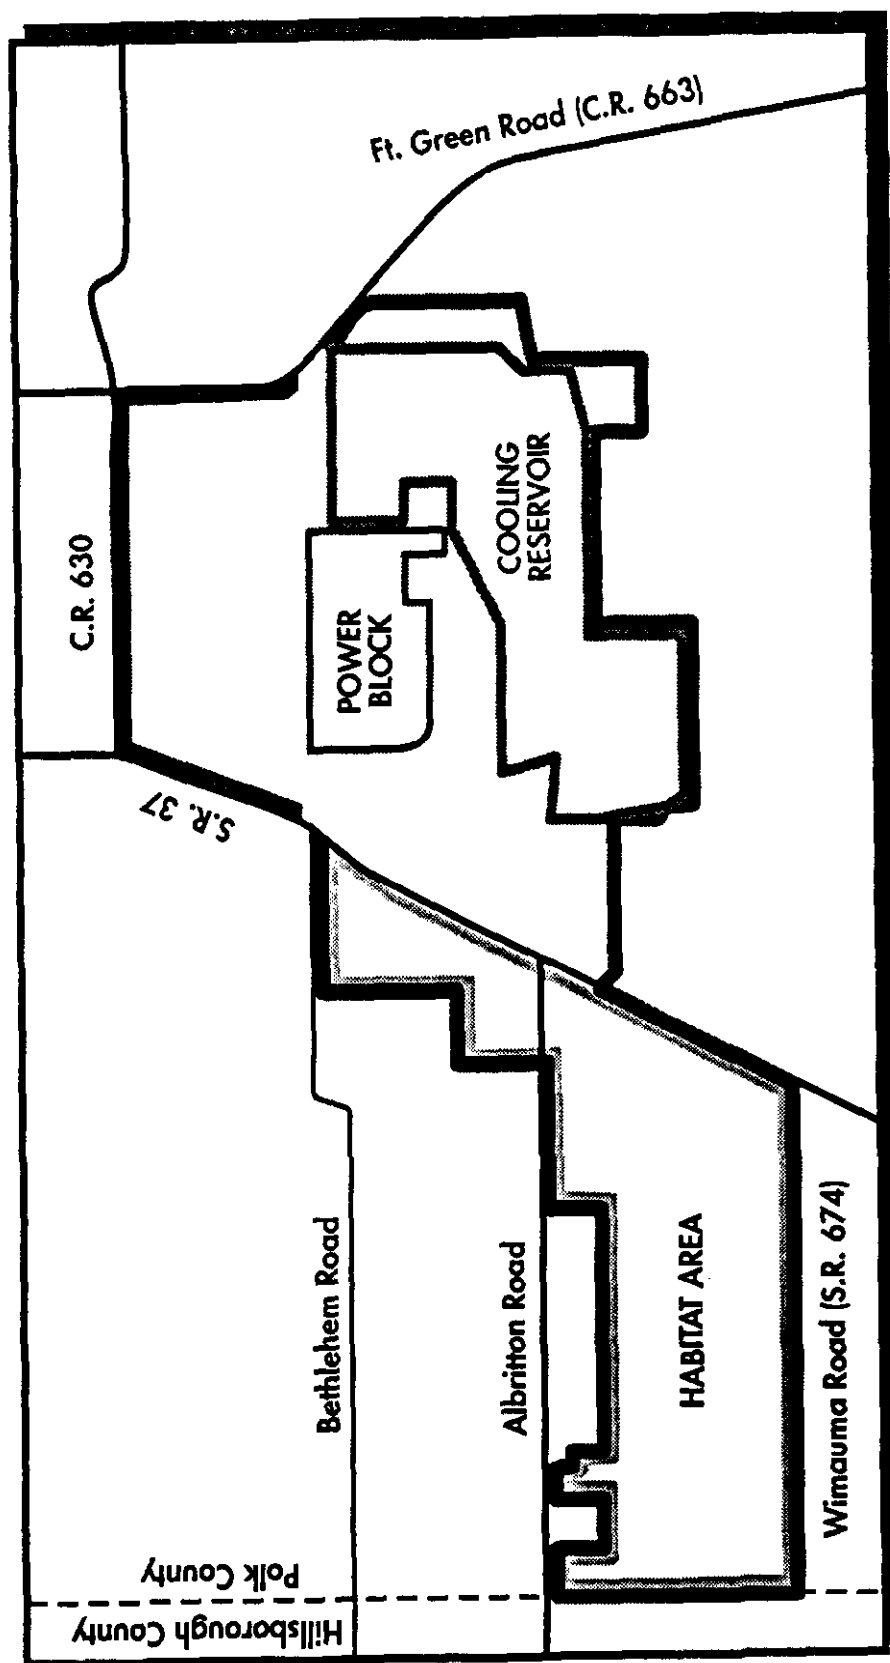 Hillsborough County
Polk County
Bethlehem Road
Albritton Road
HABITAT AREA
Wimauma Road (S.R. 674)
S.R. 37
C.R. 630
POWER
BLOCK
COOLING
RESERVOIR
Ft. Green Road (C.R. 663)